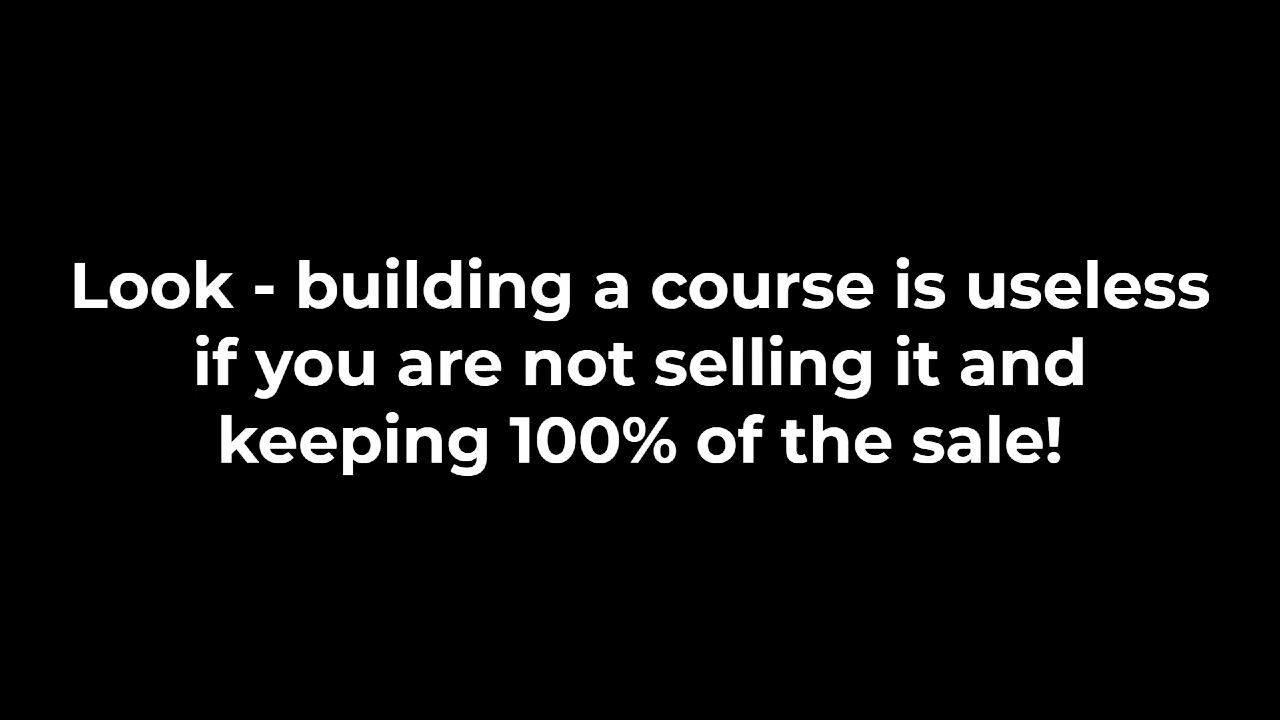 Look - building a course is useless
if you are not selling it and
keeping 100% of the sale!